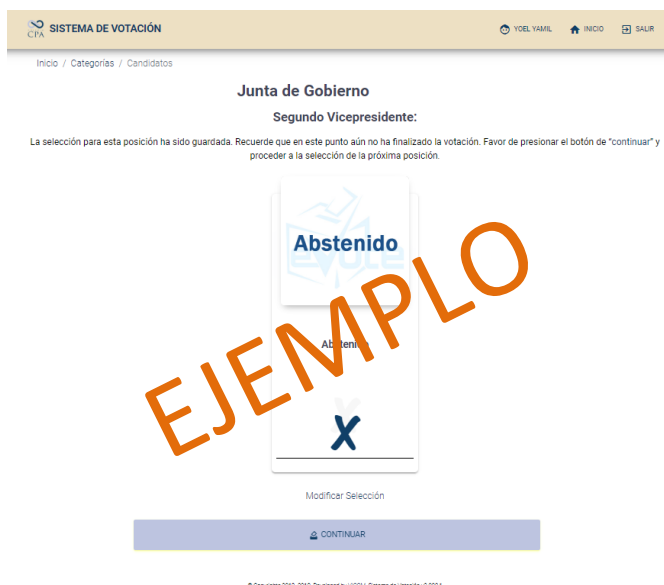 CPA
SISTEMA DE VOTACIÓN
YOEL YAMIL
INICIO
SALIR
Inicio / Categorías / Candidatos
Junta de Gobierno
Segundo Vicepresidente:
La selección para esta posición ha sido guardada. Recuerde que en este punto aún no ha finalizado la votación. Favor de presionar el botón de "continuar" y
proceder a la selección de la próxima posición.
evote
Abstenido
Abstenido
EJEMPLO
X
Modificar Selección
CONTINUAR